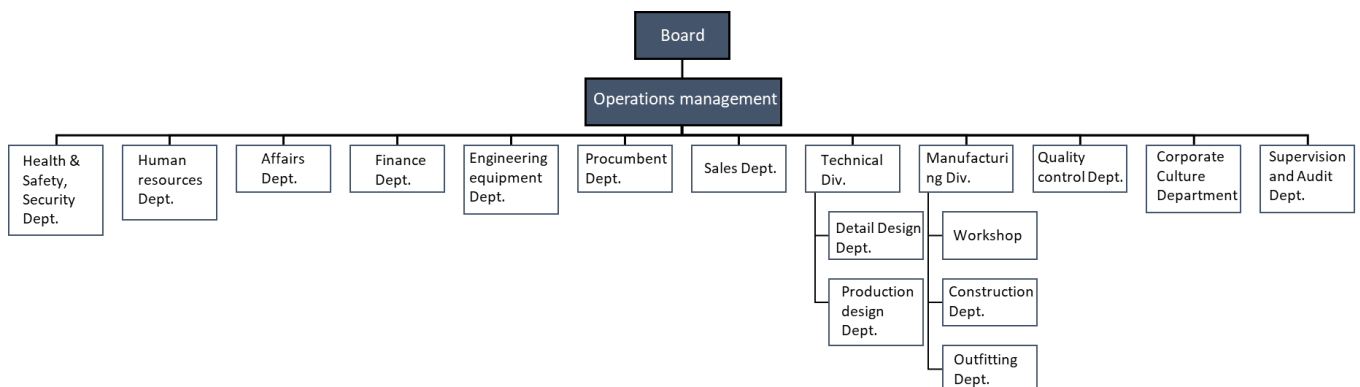 Board
Operations management
Health &
Safety,
Security
Dept.
Human
resources
Dept.
Affairs
Dept.
Finance
Dept.
Engineering
equipment
Dept.
Procumbent
Dept.
Sales Dept.
Technical
Div.
Manufacturi
ng Div.
Quality
control Dept.
Corporate
Culture
Department
Supervision
and Audit
Dept.
Detail Design
Dept.
Production
design
Dept.
Workshop
Construction
Dept.
Outfitting
Dept.